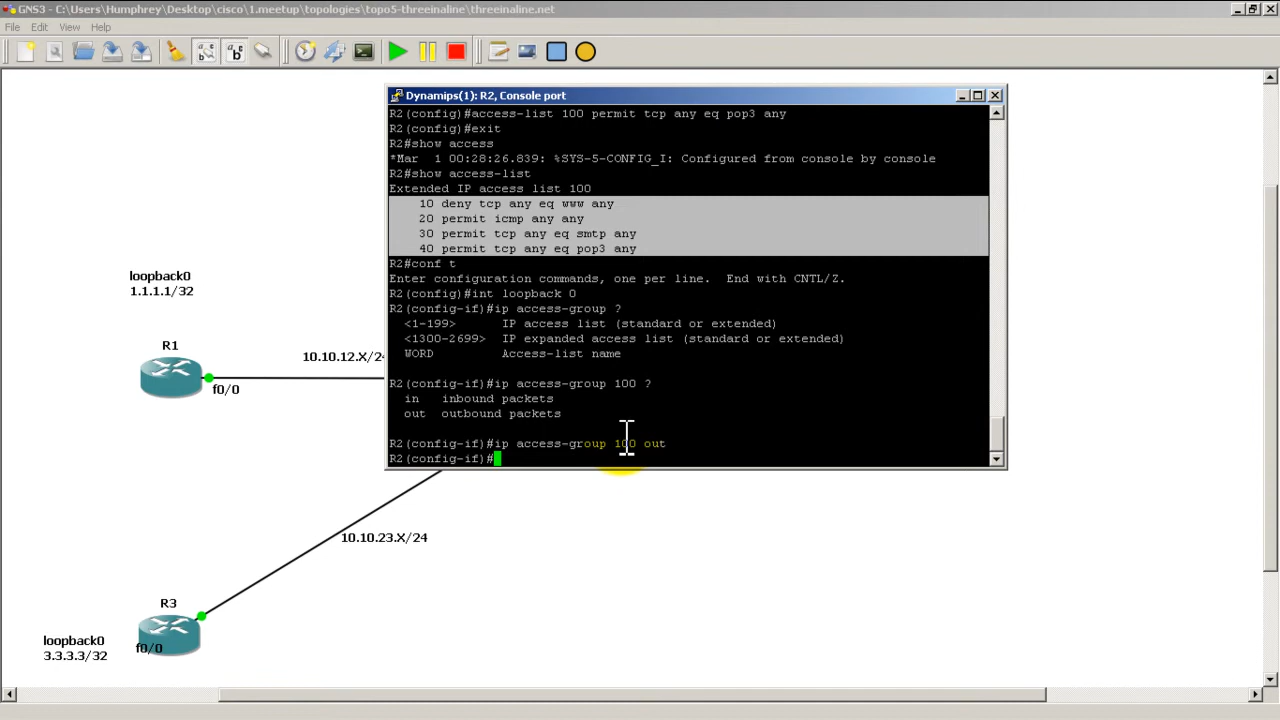 GNS3 - C:\Users\Humphrey\Desktop\cisco\1.meetup\topologies\topo5-threeinaline\threeinaline.net
File Edit View Help
Dynamips(1): R2, Console port
R2(config)#access-list 100 permit tcp any eq pop3 any
R2(config)#exit
R2#show access
*Mar  1 00:28:26.839: %SYS-5-CONFIG_I: Configured from console by console
R2#show access-list
Extended IP access list 100
    10 deny tcp any eq www any
    20 permit icmp any any
    30 permit tcp any eq smtp any
    40 permit tcp any eq pop3 any
R2#conf t
Enter configuration commands, one per line.  End with CNTL/Z.
R2(config)#int loopback 0
R2(config-if)#ip access-group ?
  <1-199>      IP access list (standard or extended)
  <1300-2699>  IP expanded access list (standard or extended)
  WORD         Access-list name
R2(config-if)#ip access-group 100 ?
  in   inbound packets
  out  outbound packets
R2(config-if)#ip access-group 100 out
R2(config-if)#
loopback0
1.1.1.1/32
R1
10.10.12.X/24
f0/0
10.10.23.X/24
R3
loopback0
3.3.3.3/32
f0/0